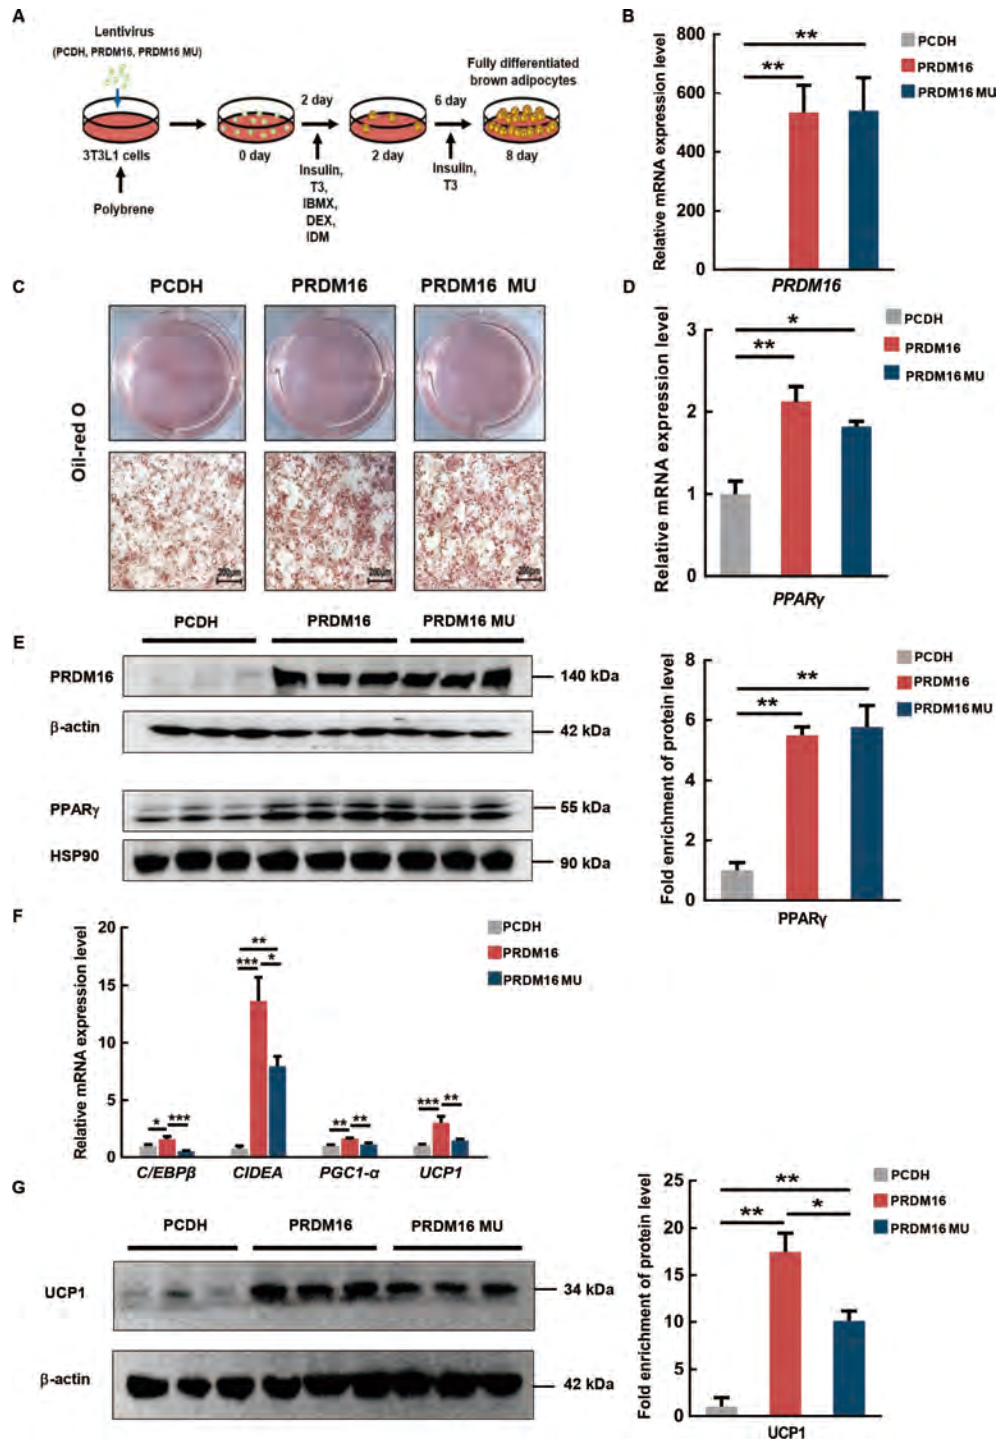 A
Lentivirus
(PCDH, PRDM16, PRDM16 MU)
3T3L1 cells
Polybrene
0 day
2 day
Insulin,
T3,
IBMX,
DEX,
IDM
2 day
6 day
Insulin,
T3
Fully differentiated
brown adipocytes
8 day
B
Relative mRNA expression level
800
600
400
200
0
**
**
PCDH
PRDM16
PRDM16 MU
PRDM16
C
PCDH PRDM16 PRDM16 MU
Oil-red O
200μm 200μm 200μm
D
Relative mRNA expression level
3
2
1
0
*
**
PCDH
PRDM16
PRDM16 MU
PPARγ
E
PCDH PRDM16 PRDM16 MU
PRDM16 140 kDa
β-actin 42 kDa
PPARγ 55 kDa
HSP90 90 kDa
Fold enrichment of protein level
8
6
4
2
0
**
**
PCDH
PRDM16
PRDM16 MU
PPARγ
F
Relative mRNA expression level
20
15
10
5
0
* ***
**
*** *
** **
*** **
C/EBPβ CIDEA PGC1-α UCP1
PCDH
PRDM16
PRDM16 MU
G
PCDH PRDM16 PRDM16 MU
UCP1 34 kDa
β-actin 42 kDa
Fold enrichment of protein level
25
20
15
10
5
0
**
** *
PCDH
PRDM16
PRDM16 MU
UCP1